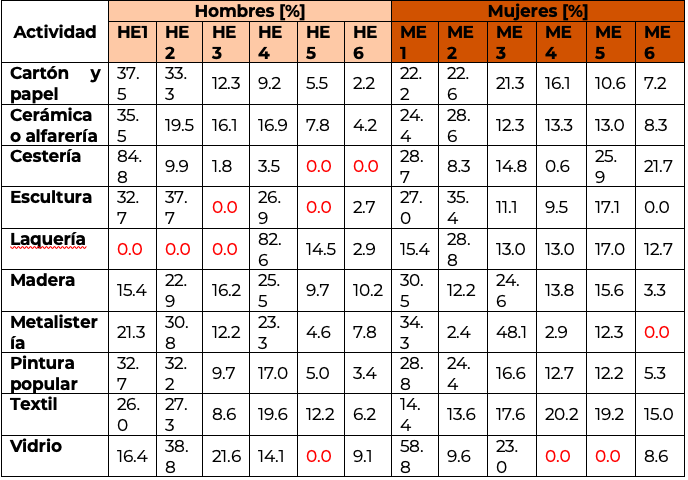 Actividad Hombres [%] Mujeres [%]
HE1 HE 2 HE 3 HE 4 HE 5 HE 6 ME 1 ME 2 ME 3 ME 4 ME 5 ME 6
Cartón y papel 37.5 33.3 12.3 9.2 5.5 2.2 22.2 22.6 21.3 16.1 10.6 7.2
Cerámica o alfarería 35.5 19.5 16.1 16.9 7.8 4.2 24.4 28.6 12.3 13.3 13.0 8.3
Cestería 84.8 9.9 1.8 3.5 0.0 0.0 28.7 8.3 14.8 0.6 25.9 21.7
Escultura 32.7 37.7 0.0 26.9 0.0 2.7 27.0 35.4 11.1 9.5 17.1 0.0
Laquería 0.0 0.0 0.0 82.6 14.5 2.9 15.4 28.8 13.0 13.0 17.0 12.7
Madera 15.4 22.9 16.2 25.5 9.7 10.2 30.5 12.2 24.6 13.8 15.6 3.3
Metalistería 21.3 30.8 12.2 23.3 4.6 7.8 34.3 2.4 48.1 2.9 12.3 0.0
Pintura popular 32.7 32.2 9.7 17.0 5.0 3.4 28.8 24.4 16.6 12.7 12.2 5.3
Textil 26.0 27.3 8.6 19.6 12.2 6.2 14.4 13.6 17.6 20.2 19.2 15.0
Vidrio 16.4 38.8 21.6 14.1 0.0 9.1 58.8 9.6 23.0 0.0 0.0 8.6